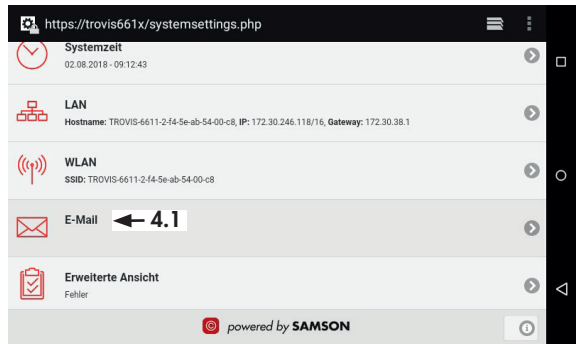 https://trovis661x/systemsettings.php
Systemzeit
02.08.2018 - 09:12:43
LAN
Hostname: TROVIS-6611-2-f4-5e-ab-54-00-c8, IP: 172.30.246.118/16, Gateway: 172.30.38.1
WLAN
SSID: TROVIS-6611-2-f4-5e-ab-54-00-c8
E-Mail 4.1
Erweiterte Ansicht
Fehler
© powered by SAMSON